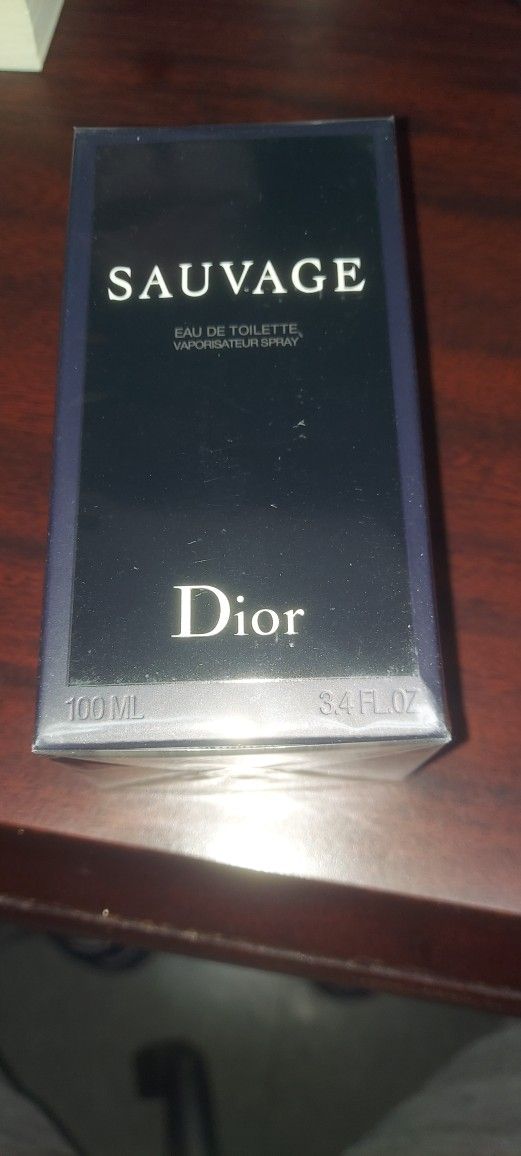 SAUVAGE
EAU DE TOILETTE
VAPORISATEUR SPRAY
Dior
100 ML 3.4 FL.OZ